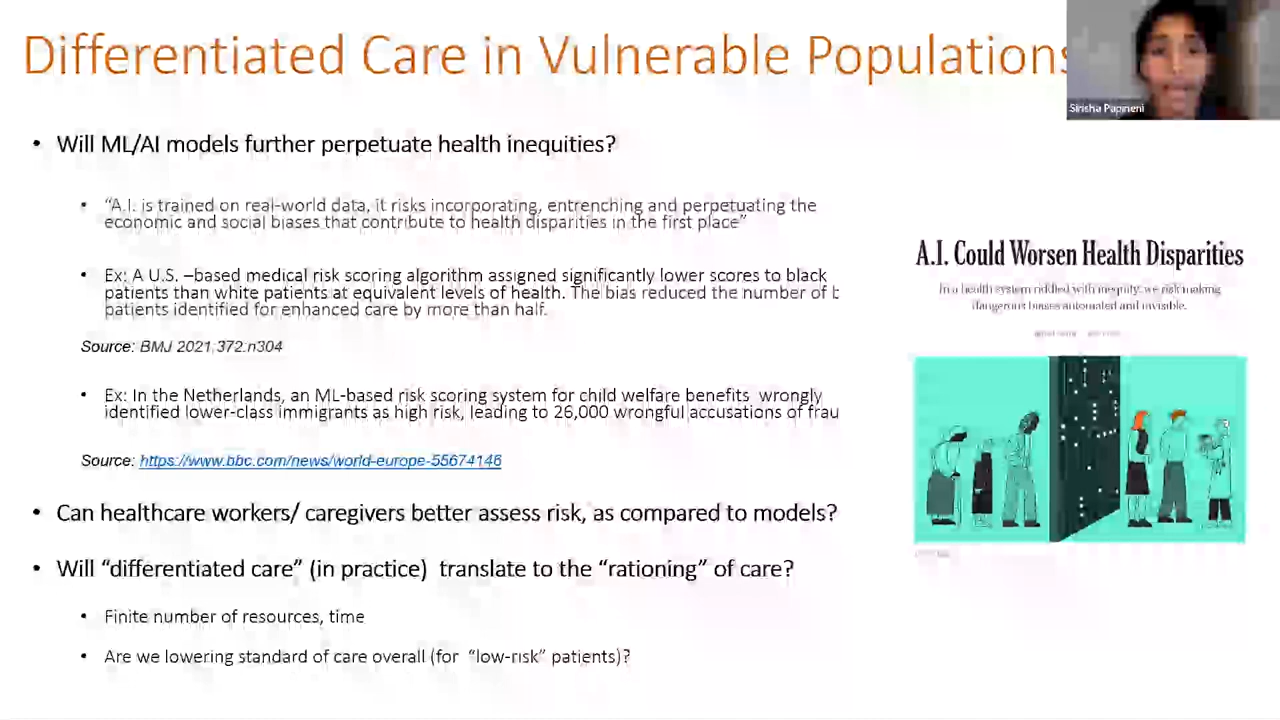 Differentiated Care in Vulnerable Populations
Sirisha Papineni
• Will ML/AI models further perpetuate health inequities?
• "A.I. is trained on real-world data, it risks incorporating, entrenching and perpetuating the
economic and social biases that contribute to health disparities in the first place"
• Ex: A U.S. –based medical risk scoring algorithm assigned significantly lower scores to black
patients than white patients at equivalent levels of health. The bias reduced the number of b
patients identified for enhanced care by more than half.
Source: BMJ 2021;372:n304
• Ex: In the Netherlands, an ML-based risk scoring system for child welfare benefits wrongly
identified lower-class immigrants as high risk, leading to 26,000 wrongful accusations of frau
Source: https://www.bbc.com/news/world-europe-55674146
• Can healthcare workers/ caregivers better assess risk, as compared to models?
• Will "differentiated care" (in practice) translate to the "rationing" of care?
• Finite number of resources, time
• Are we lowering standard of care overall (for "low-risk" patients)?
A.I. Could Worsen Health Disparities
In a health system riddled with inequity, we risk making
dangerous biases automated and invisible.